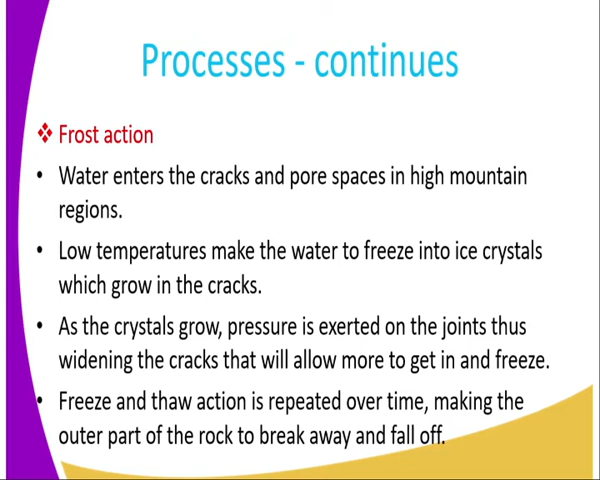 Processes - continues
❖ Frost action
• Water enters the cracks and pore spaces in high mountain
regions.
• Low temperatures make the water to freeze into ice crystals
which grow in the cracks.
• As the crystals grow, pressure is exerted on the joints thus
widening the cracks that will allow more to get in and freeze.
• Freeze and thaw action is repeated over time, making the
outer part of the rock to break away and fall off.